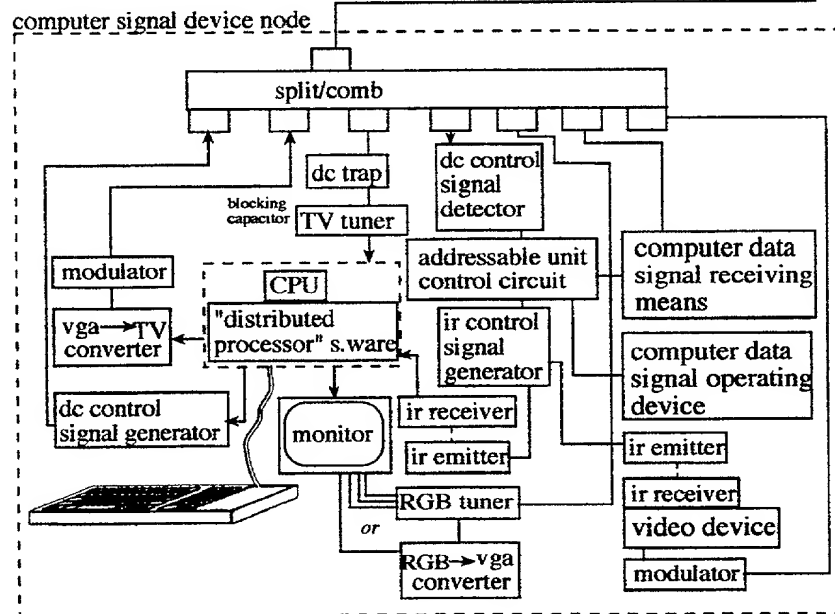 computer signal device node
split/comb
dc trap
blocking
capacitor
TV tuner
dc control
signal
detector
modulator
vga→TV
converter
CPU
"distributed
processor" s.ware
addressable unit
control circuit
computer data
signal receiving
means
ir control
signal
generator
computer data
signal operating
device
dc control
signal generator
monitor
ir receiver
ir emitter
ir emitter
ir receiver
video device
modulator
RGB tuner
or
RGB→vga
converter